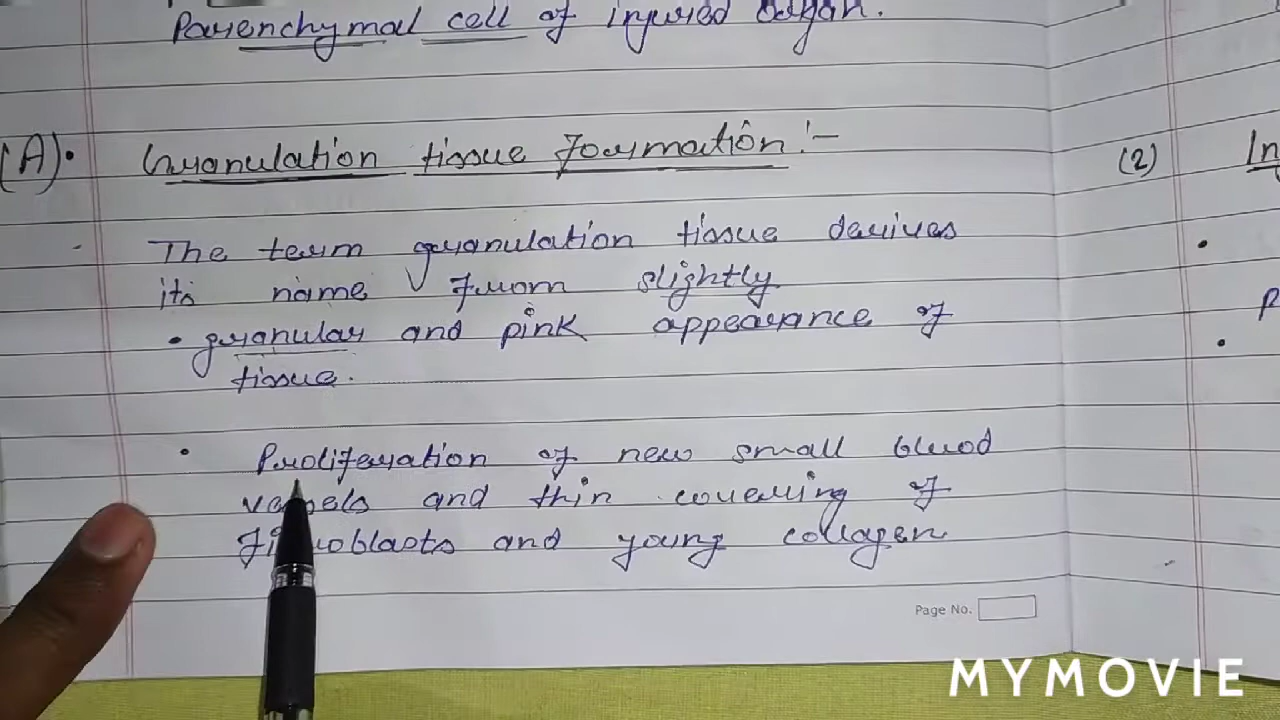 Parenchymal cell of injured organ.
(A). Granulation tissue Formation :-
The term granulation tissue derives
its name from slightly
• granular and pink appearance of
tissue.
• Proliferation of new small blood
vessels and thin covering of
Fibroblasts and young collagen
Page No.
(2) In
P
MYMOVIE